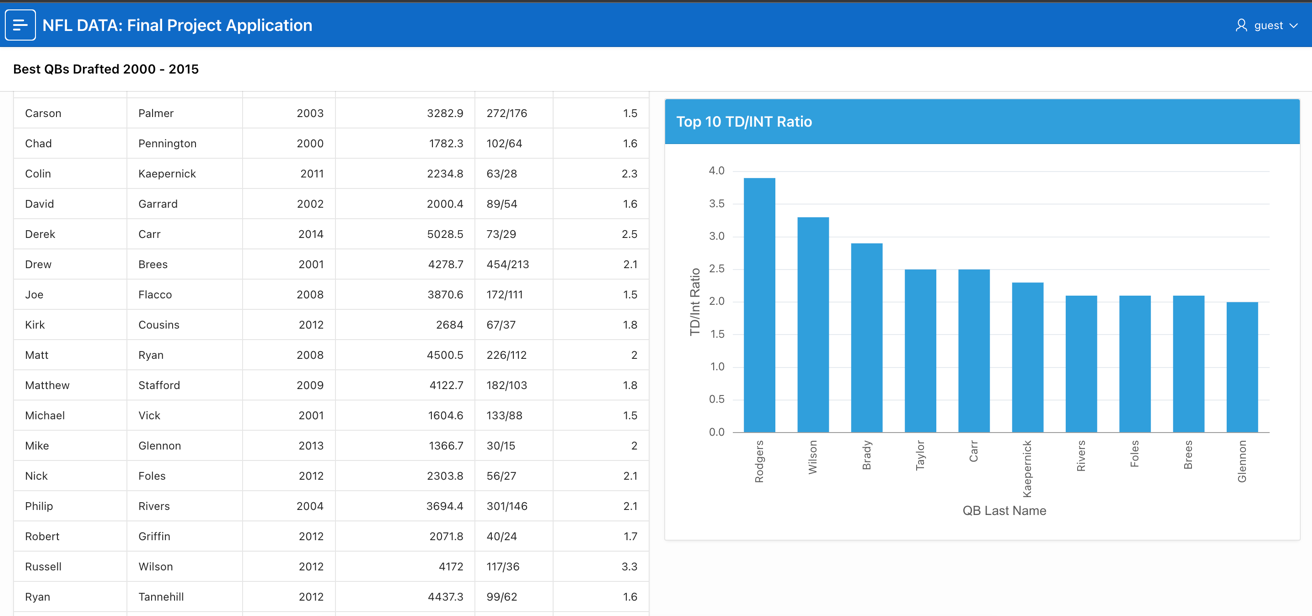 NFL DATA: Final Project Application
guest
Best QBs Drafted 2000 - 2015
Carson Palmer 2003 3282.9 272/176 1.5
Chad Pennington 2000 1782.3 102/64 1.6
Colin Kaepernick 2011 2234.8 63/28 2.3
David Garrard 2002 2000.4 89/54 1.6
Derek Carr 2014 5028.5 73/29 2.5
Drew Brees 2001 4278.7 454/213 2.1
Joe Flacco 2008 3870.6 172/111 1.5
Kirk Cousins 2012 2684 67/37 1.8
Matt Ryan 2008 4500.5 226/112 2
Matthew Stafford 2009 4122.7 182/103 1.8
Michael Vick 2001 1604.6 133/88 1.5
Mike Glennon 2013 1366.7 30/15 2
Nick Foles 2012 2303.8 56/27 2.1
Philip Rivers 2004 3694.4 301/146 2.1
Robert Griffin 2012 2071.8 40/24 1.7
Russell Wilson 2012 4172 117/36 3.3
Ryan Tannehill 2012 4437.3 99/62 1.6
Top 10 TD/INT Ratio
4.0
3.5
3.0
2.5
2.0
1.5
1.0
0.5
0.0
TD/Int Ratio
Rodgers
Wilson
Brady
Taylor
Carr
Kaepernick
Rivers
Foles
Brees
Glennon
QB Last Name